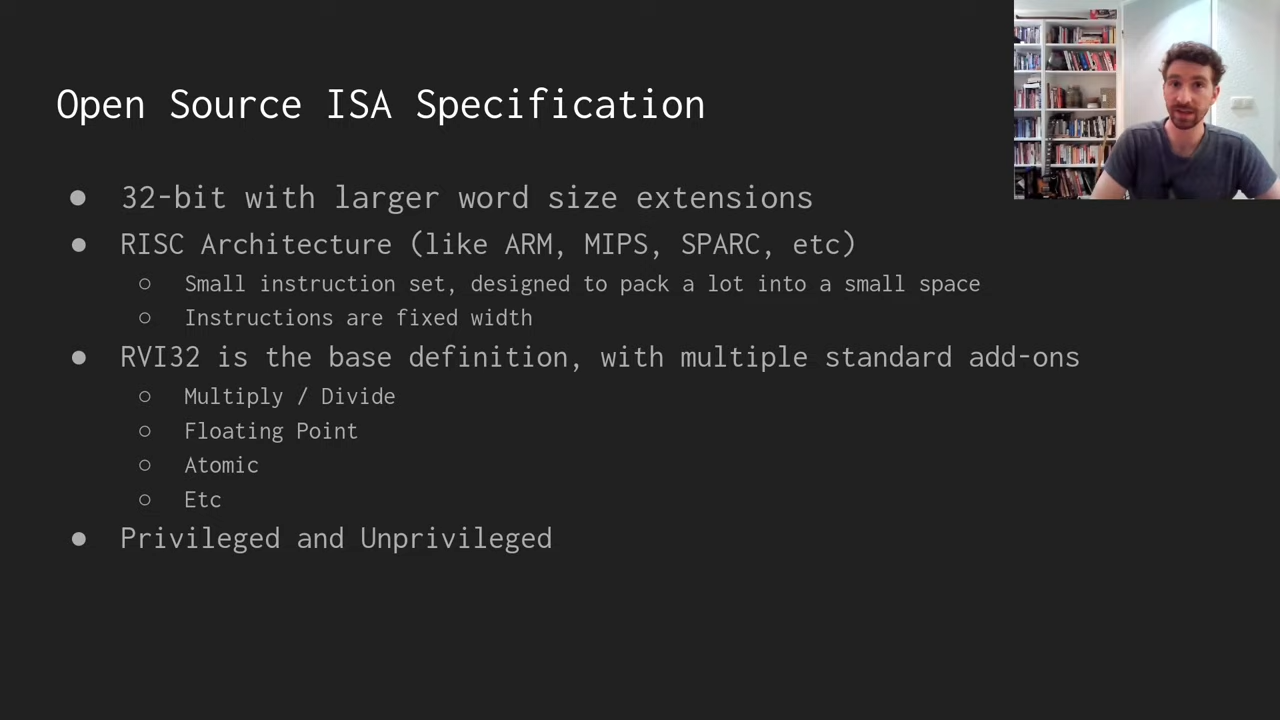 Open Source ISA Specification
● 32-bit with larger word size extensions
● RISC Architecture (like ARM, MIPS, SPARC, etc)
○ Small instruction set, designed to pack a lot into a small space
○ Instructions are fixed width
● RVI32 is the base definition, with multiple standard add-ons
○ Multiply / Divide
○ Floating Point
○ Atomic
○ Etc
● Privileged and Unprivileged